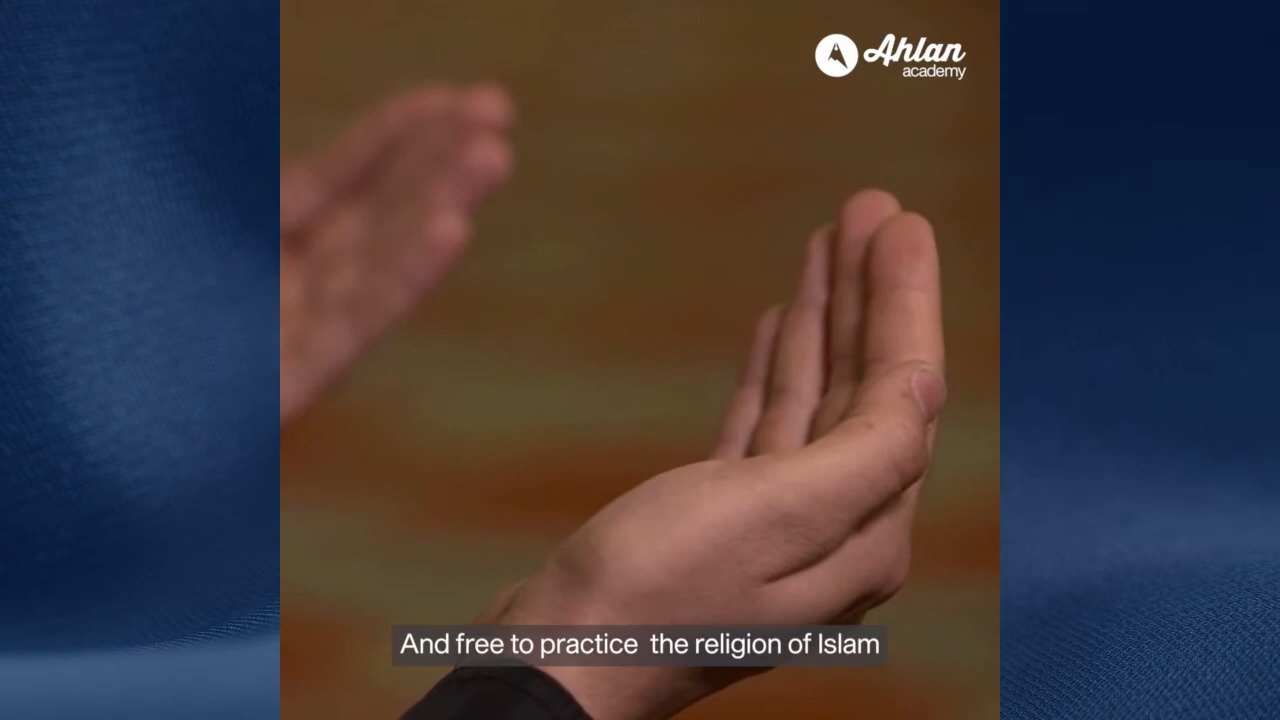 Ahlan
academy
And free to practice  the religion of Islam